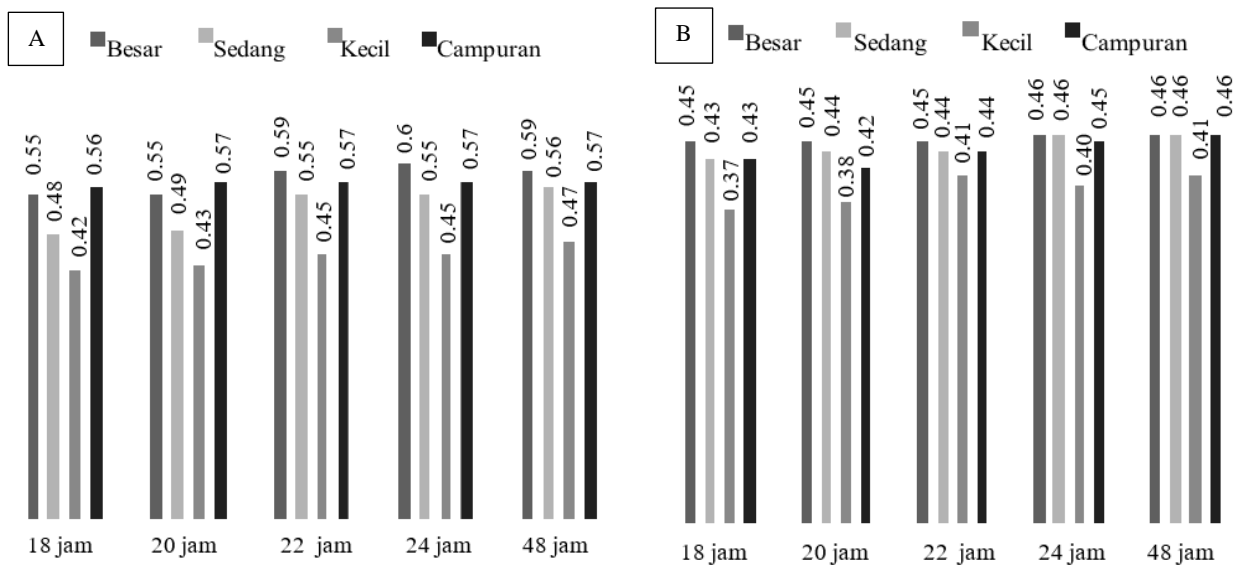 A
Besar Sedang Kecil Campuran
0.55 0.48 0.42 0.56 0.55 0.49 0.43 0.57 0.59 0.55 0.45 0.57 0.6 0.55 0.45 0.57 0.59 0.56 0.47 0.57
18 jam 20 jam 22 jam 24 jam 48 jam
B
Besar Sedang Kecil Campuran
0.45 0.43 0.37 0.43 0.45 0.44 0.38 0.42 0.45 0.44 0.41 0.44 0.46 0.46 0.40 0.45 0.46 0.46 0.41 0.46
18 jam 20 jam 22 jam 24 jam 48 jam